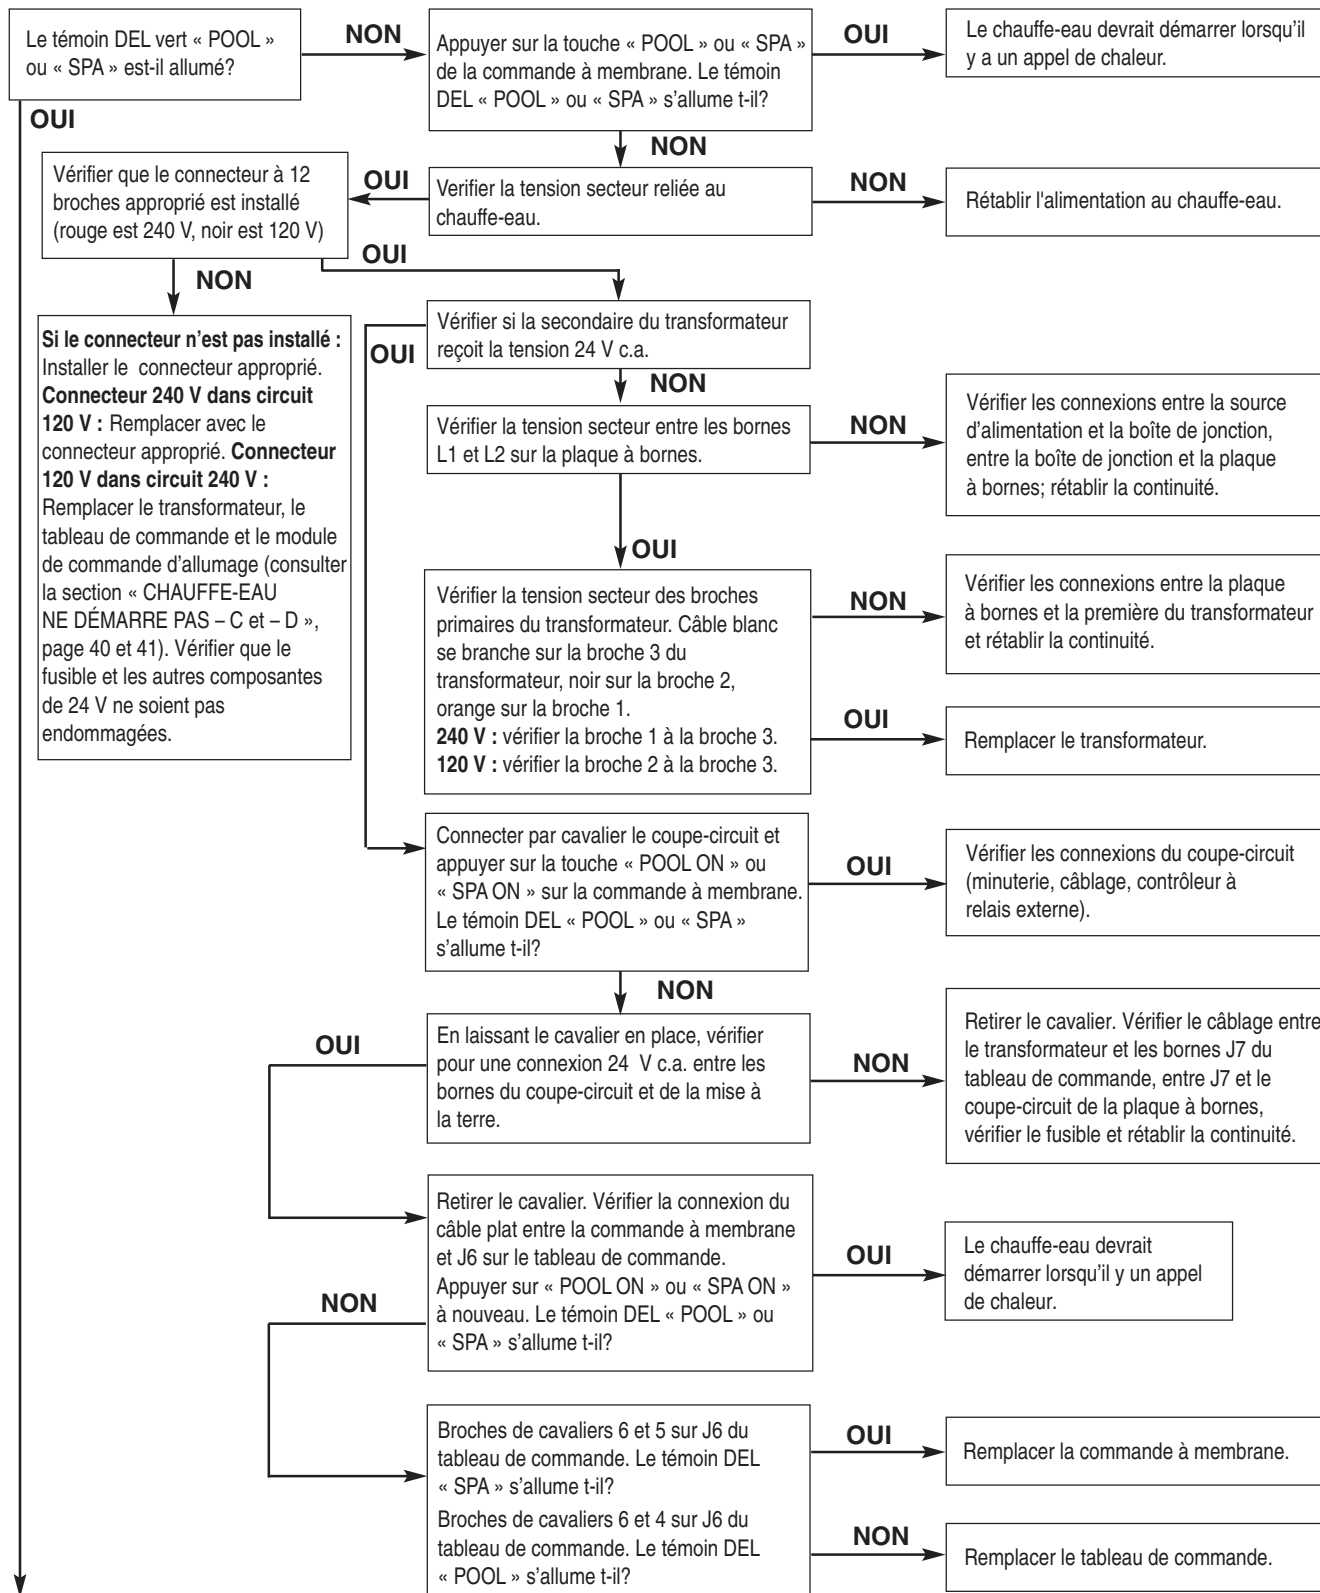 Le témoin DEL vert « POOL »
ou « SPA » est-il allumé?
NON
Appuyer sur la touche « POOL » ou « SPA »
de la commande à membrane. Le témoin
DEL « POOL » ou « SPA » s'allume t-il?
OUI
Le chauffe-eau devrait démarrer lorsqu'il
y a un appel de chaleur.
OUI
NON
Vérifier que le connecteur à 12
broches approprié est installé
(rouge est 240 V, noir est 120 V)
OUI
Verifier la tension secteur reliée au
chauffe-eau.
NON
Rétablir l'alimentation au chauffe-eau.
OUI
NON
Si le connecteur n'est pas installé :
Installer le  connecteur approprié.
Connecteur 240 V dans circuit
120 V : Remplacer avec le
connecteur approprié. Connecteur
120 V dans circuit 240 V :
Remplacer le transformateur, le
tableau de commande et le module
de commande d'allumage (consulter
la section « CHAUFFE-EAU
NE DÉMARRE PAS – C et – D »,
page 40 et 41). Vérifier que le
fusible et les autres composantes
de 24 V ne soient pas
endommagées.
OUI
Vérifier si la secondaire du transformateur
reçoit la tension 24 V c.a.
NON
Vérifier la tension secteur entre les bornes
L1 et L2 sur la plaque à bornes.
NON
Vérifier les connexions entre la source
d'alimentation et la boîte de jonction,
entre la boîte de jonction et la plaque
à bornes; rétablir la continuité.
OUI
Vérifier la tension secteur des broches
primaires du transformateur. Câble blanc
se branche sur la broche 3 du
transformateur, noir sur la broche 2,
orange sur la broche 1.
240 V : vérifier la broche 1 à la broche 3.
120 V : vérifier la broche 2 à la broche 3.
NON
Vérifier les connexions entre la plaque
à bornes et la première du transformateur
et rétablir la continuité.
OUI
Remplacer le transformateur.
Connecter par cavalier le coupe-circuit et
appuyer sur la touche « POOL ON » ou
« SPA ON » sur la commande à membrane.
Le témoin DEL « POOL » ou « SPA »
s'allume t-il?
OUI
Vérifier les connexions du coupe-circuit
(minuterie, câblage, contrôleur à
relais externe).
NON
OUI
En laissant le cavalier en place, vérifier
pour une connexion 24  V c.a. entre les
bornes du coupe-circuit et de la mise à
la terre.
NON
Retirer le cavalier. Vérifier le câblage entre
le transformateur et les bornes J7 du
tableau de commande, entre J7 et le
coupe-circuit de la plaque à bornes,
vérifier le fusible et rétablir la continuité.
Retirer le cavalier. Vérifier la connexion du
câble plat entre la commande à membrane
et J6 sur le tableau de commande.
Appuyer sur « POOL ON » ou « SPA ON »
à nouveau. Le témoin DEL « POOL » ou
« SPA » s'allume t-il?
OUI
Le chauffe-eau devrait
démarrer lorsqu'il y un appel
de chaleur.
NON
Broches de cavaliers 6 et 5 sur J6 du
tableau de commande. Le témoin DEL
« SPA » s'allume t-il?
Broches de cavaliers 6 et 4 sur J6 du
tableau de commande. Le témoin DEL
« POOL » s'allume t-il?
OUI
Remplacer la commande à membrane.
NON
Remplacer le tableau de commande.